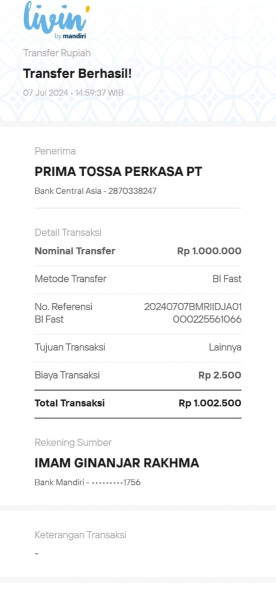 livin'
by mandiri
Transfer Rupiah
Transfer Berhasil!
07 Jul 2024 • 14:59:37 WIB
Penerima
PRIMA TOSSA PERKASA PT
Bank Central Asia - 2870338247
Detail Transaksi
Nominal Transfer Rp 1.000.000
Metode Transfer BI Fast
No. Referensi 20240707BMRIIDJA01
BI Fast 000225561066
Tujuan Transaksi Lainnya
Biaya Transaksi Rp 2.500
Total Transaksi Rp 1.002.500
Rekening Sumber
IMAM GINANJAR RAKHMA
Bank Mandiri - •••••••••1756
Keterangan Transaksi
-